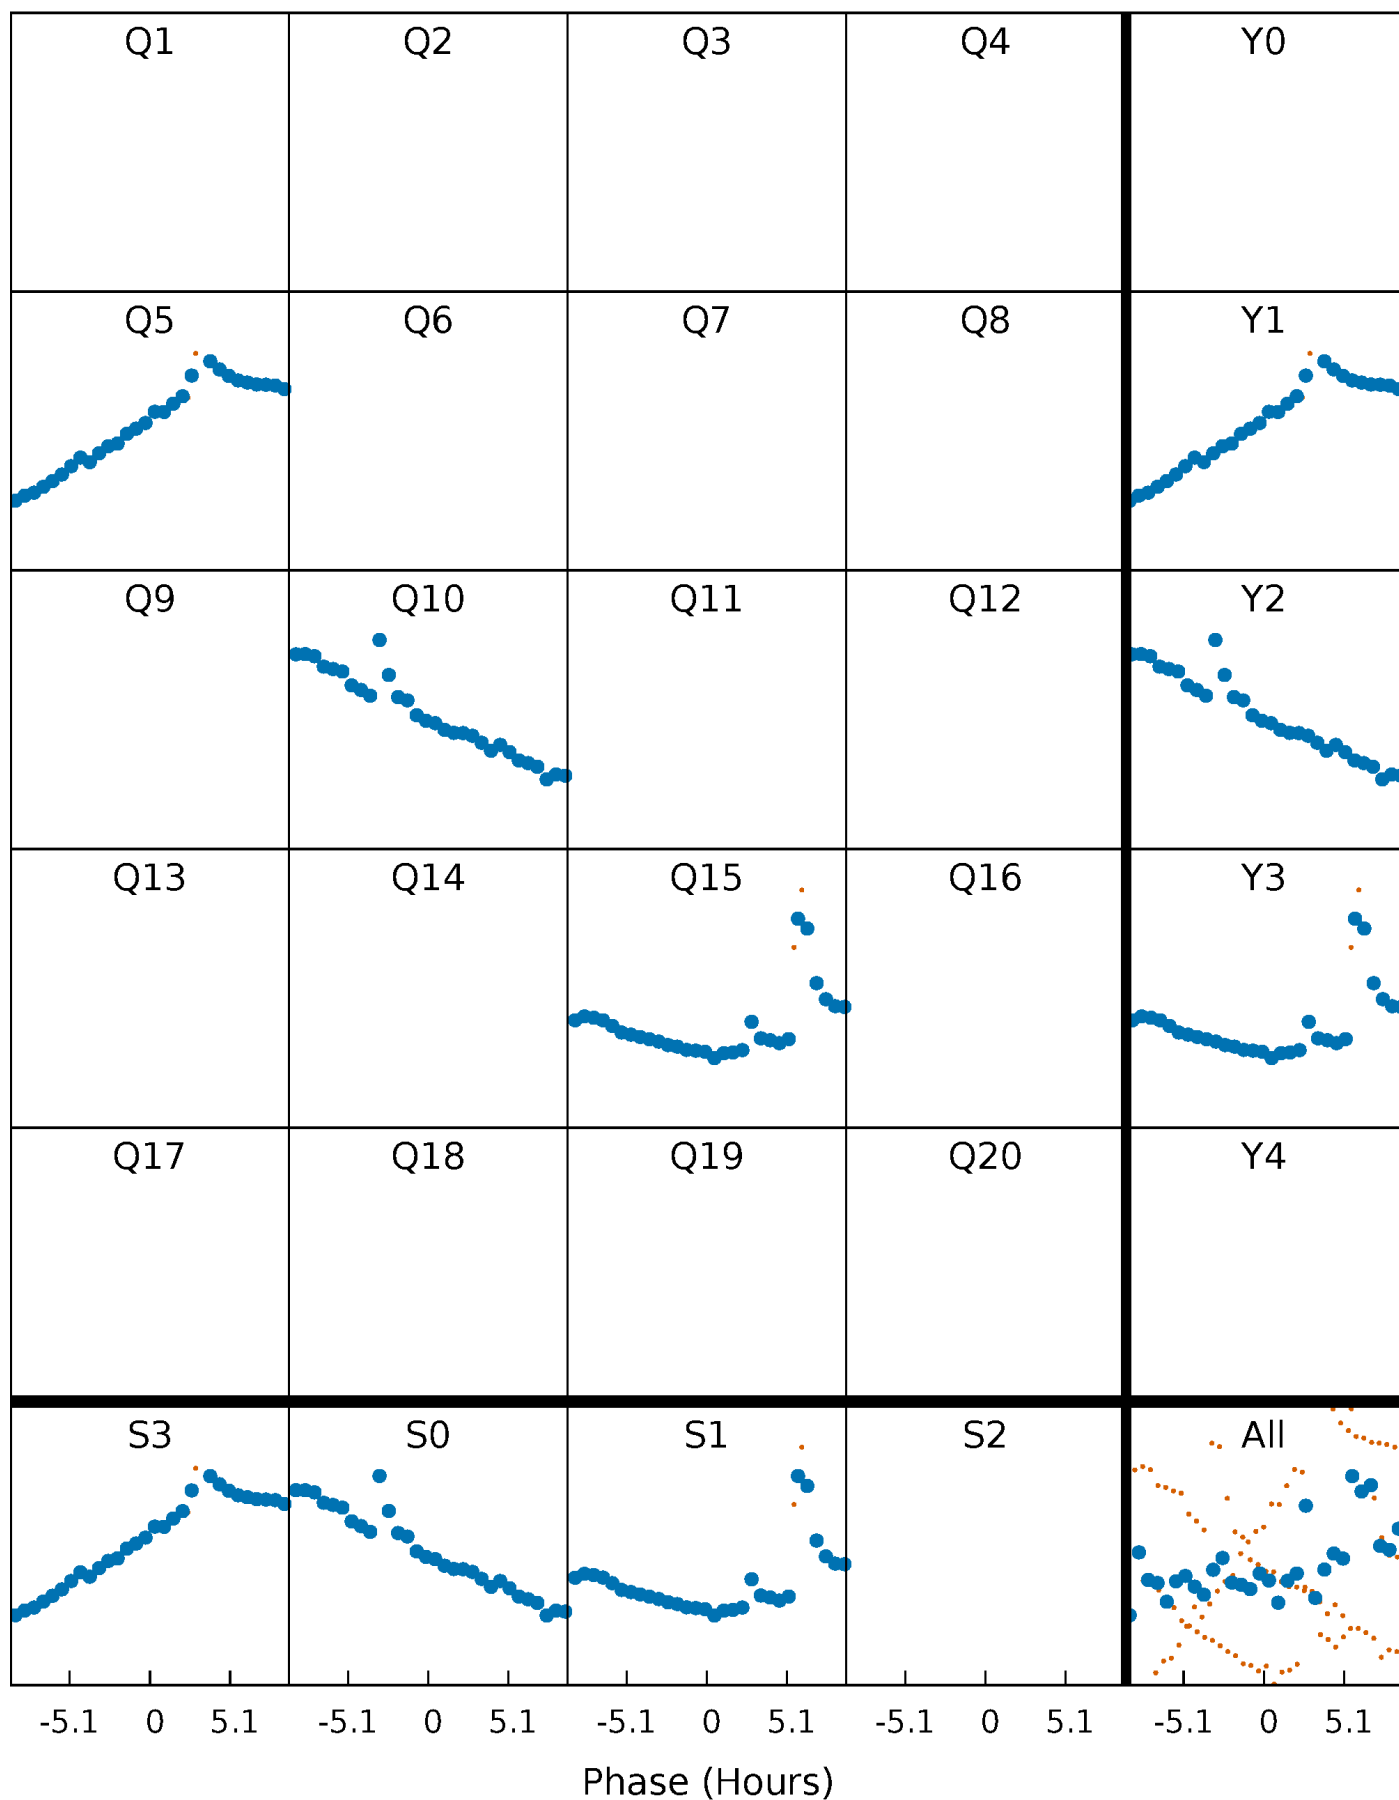 Q1 Q2 Q3 Q4 Y0
Q5 Q6 Q7 Q8 Y1
Q9 Q10 Q11 Q12 Y2
Q13 Q14 Q15 Q16 Y3
Q17 Q18 Q19 Q20 Y4
S3 S0 S1 S2 All
-5.1 0 5.1 -5.1 0 5.1 -5.1 0 5.1 -5.1 0 5.1 -5.1 0 5.1
Phase (Hours)